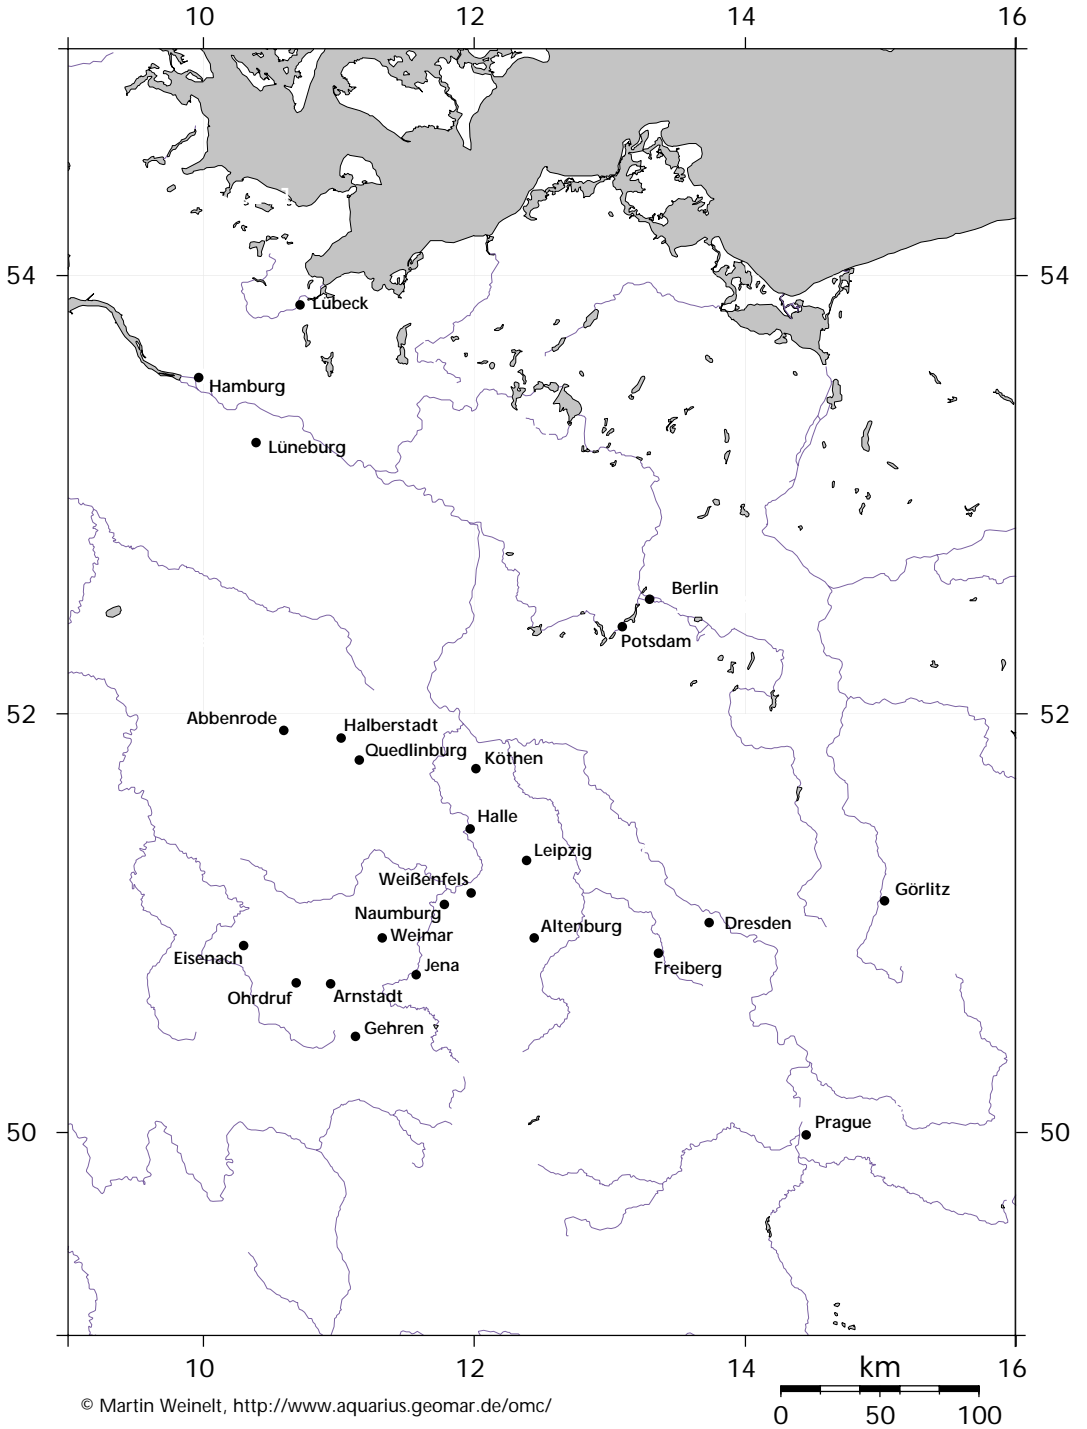 10 12 14 16
54 54
Lübeck
Hamburg
Lüneburg
Berlin
Potsdam
52 52
Abbenrode
Halberstadt
Quedlinburg
Köthen
Halle
Leipzig
Weißenfels
Görlitz
Naumburg
Altenburg
Dresden
Weimar
Eisenach
Jena
Freiberg
Ohrdruf
Arnstadt
Gehren
Prague
50 50
10 12 14 16
km
0 50 100
© Martin Weinelt, http://www.aquarius.geomar.de/omc/